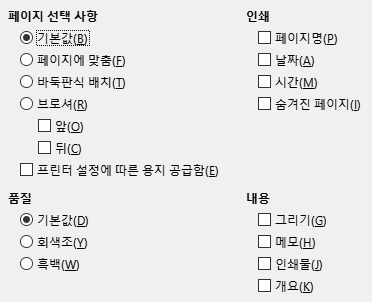 페이지 선택 사항
기본값(B)
페이지에 맞춤(F)
바둑판식 배치(T)
브로셔(R)
앞(O)
뒤(C)
프린터 설정에 따른 용지 공급함(E)
인쇄
페이지명(P)
날짜(A)
시간(M)
숨겨진 페이지(I)
품질
기본값(D)
회색조(Y)
흑백(W)
내용
그리기(G)
메모(H)
인쇄물(J)
개요(K)